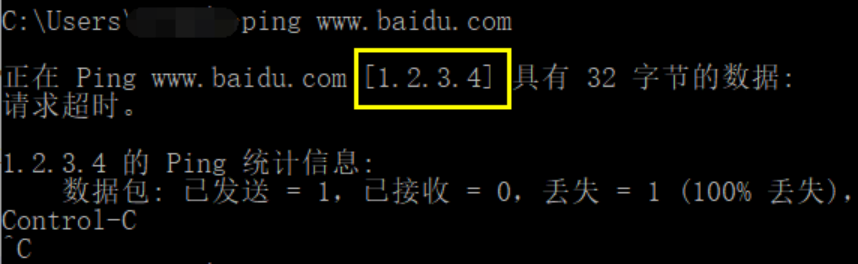 C:\Users\ping www.baidu.com
正在 Ping www.baidu.com [1.2.3.4] 具有 32 字节的数据:
请求超时。
1.2.3.4 的 Ping 统计信息:
数据包: 已发送 = 1，已接收 = 0，丢失 = 1 (100% 丢失)，
Control-C
^C